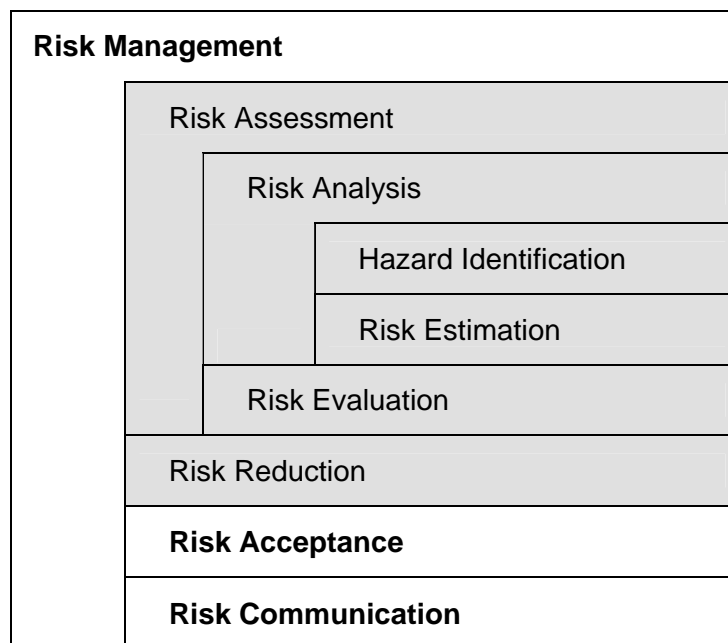 Risk Management
Risk Assessment
Risk Analysis
Hazard Identification
Risk Estimation
Risk Evaluation
Risk Reduction
Risk Acceptance
Risk Communication